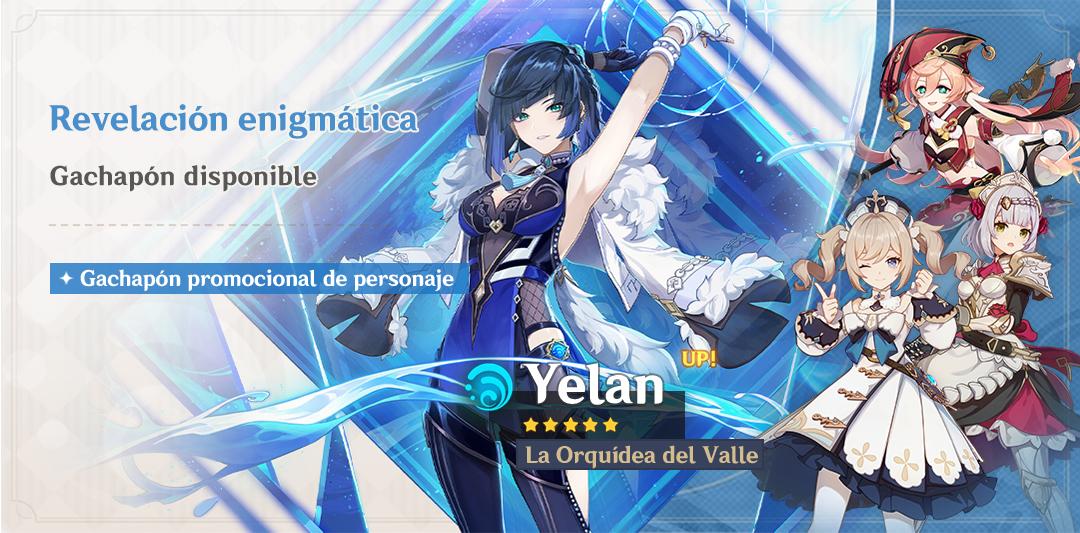 Revelación enigmática
Gachapón disponible
✦ Gachapón promocional de personaje
UP!
Yelan
★★★★★
La Orquídea del Valle